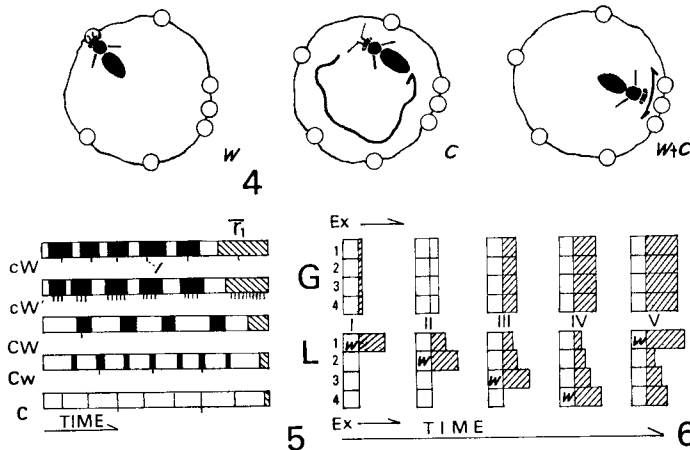 W
C
W+C
4
r̄₁
cW
cW'
CW
Cw
C
TIME
5
Ex
G
1
2
3
4
I II III IV V
L
1 W W
2 W
3 W
4 W
Ex
TIME
6